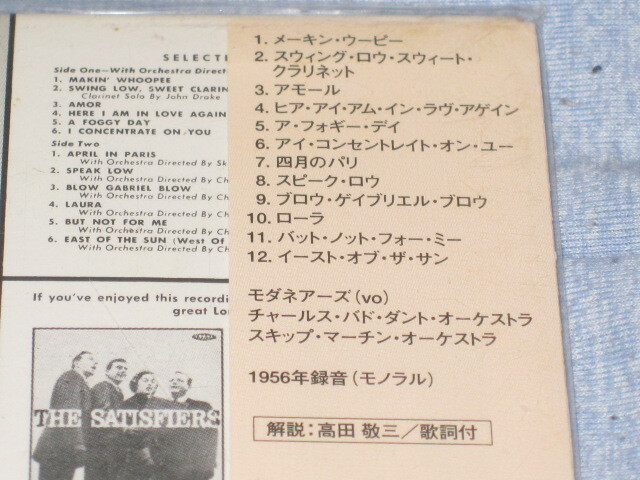 SELECTI
Side One—With Orchestra Direct
1. MAKIN' WHOOPEE
2. SWING LOW, SWEET CLARIN
Clarinet Solo By John Drake
3. AMOR
4. HERE I AM IN LOVE AGAIN
5. A FOGGY DAY
6. I CONCENTRATE ON YOU
Side Two
1. APRIL IN PARIS
With Orchestra Directed By Sk
2. SPEAK LOW
With Orchestra Directed By Ch
3. BLOW GABRIEL BLOW
With Orchestra Directed By Ch
4. LAURA
With Orchestra Directed By Ch
5. BUT NOT FOR ME
With Orchestra Directed By Ch
6. EAST OF THE SUN (West Of
With Orchestra Directed By Ch
If you've enjoyed this recordi
great Lo
THE SATISFIERS
1. メーキン・ウーピー
2. スウィング・ロウ・スウィート・
クラリネット
3. アモール
4. ヒア・アイ・アム・イン・ラヴ・アゲイン
5. ア・フォギー・デイ
6. アイ・コンセントレイト・オン・ユー
7. 四月のパリ
8. スピーク・ロウ
9. ブロウ・ゲイブリエル・ブロウ
10. ローラ
11. バット・ノット・フォー・ミー
12. イースト・オブ・ザ・サン
モダネアーズ(vo)
チャールス・バド・ダント・オーケストラ
スキップ・マーチン・オーケストラ
1956年録音(モノラル)
解説:高田 敬三/歌詞付